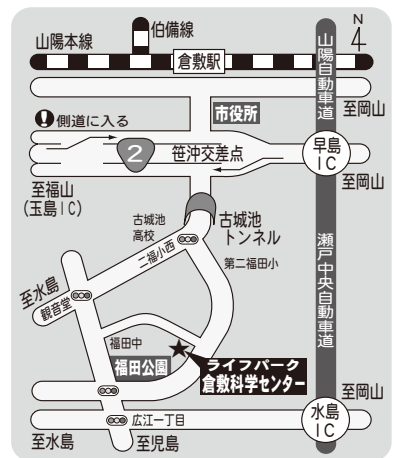 伯備線
N
山陽本線
倉敷駅
山陽自動車道
市役所
至岡山
側道に入る
2
笹沖交差点
早島
IC
至福山
(玉島IC)
至岡山
古城池
高校
古城池
トンネル
二福小西
第二福田小
瀬戸中央自動車道
至水島
観音堂
福田中
福田公園
ライフパーク
倉敷科学センター
至岡山
広江一丁目
水島
IC
至水島
至児島